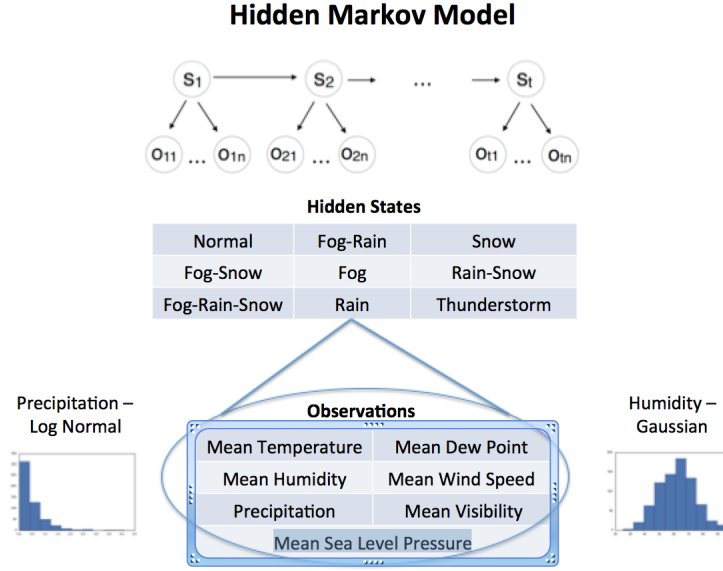 Hidden Markov Model
S1 S2 ... St
O11 ... O1n O21 ... O2n Ot1 ... Otn
Hidden States
Normal Fog-Rain Snow
Fog-Snow Fog Rain-Snow
Fog-Rain-Snow Rain Thunderstorm
Precipitation –
Log Normal
Observations
Mean Temperature Mean Dew Point
Mean Humidity Mean Wind Speed
Precipitation Mean Visibility
Mean Sea Level Pressure
Humidity –
Gaussian